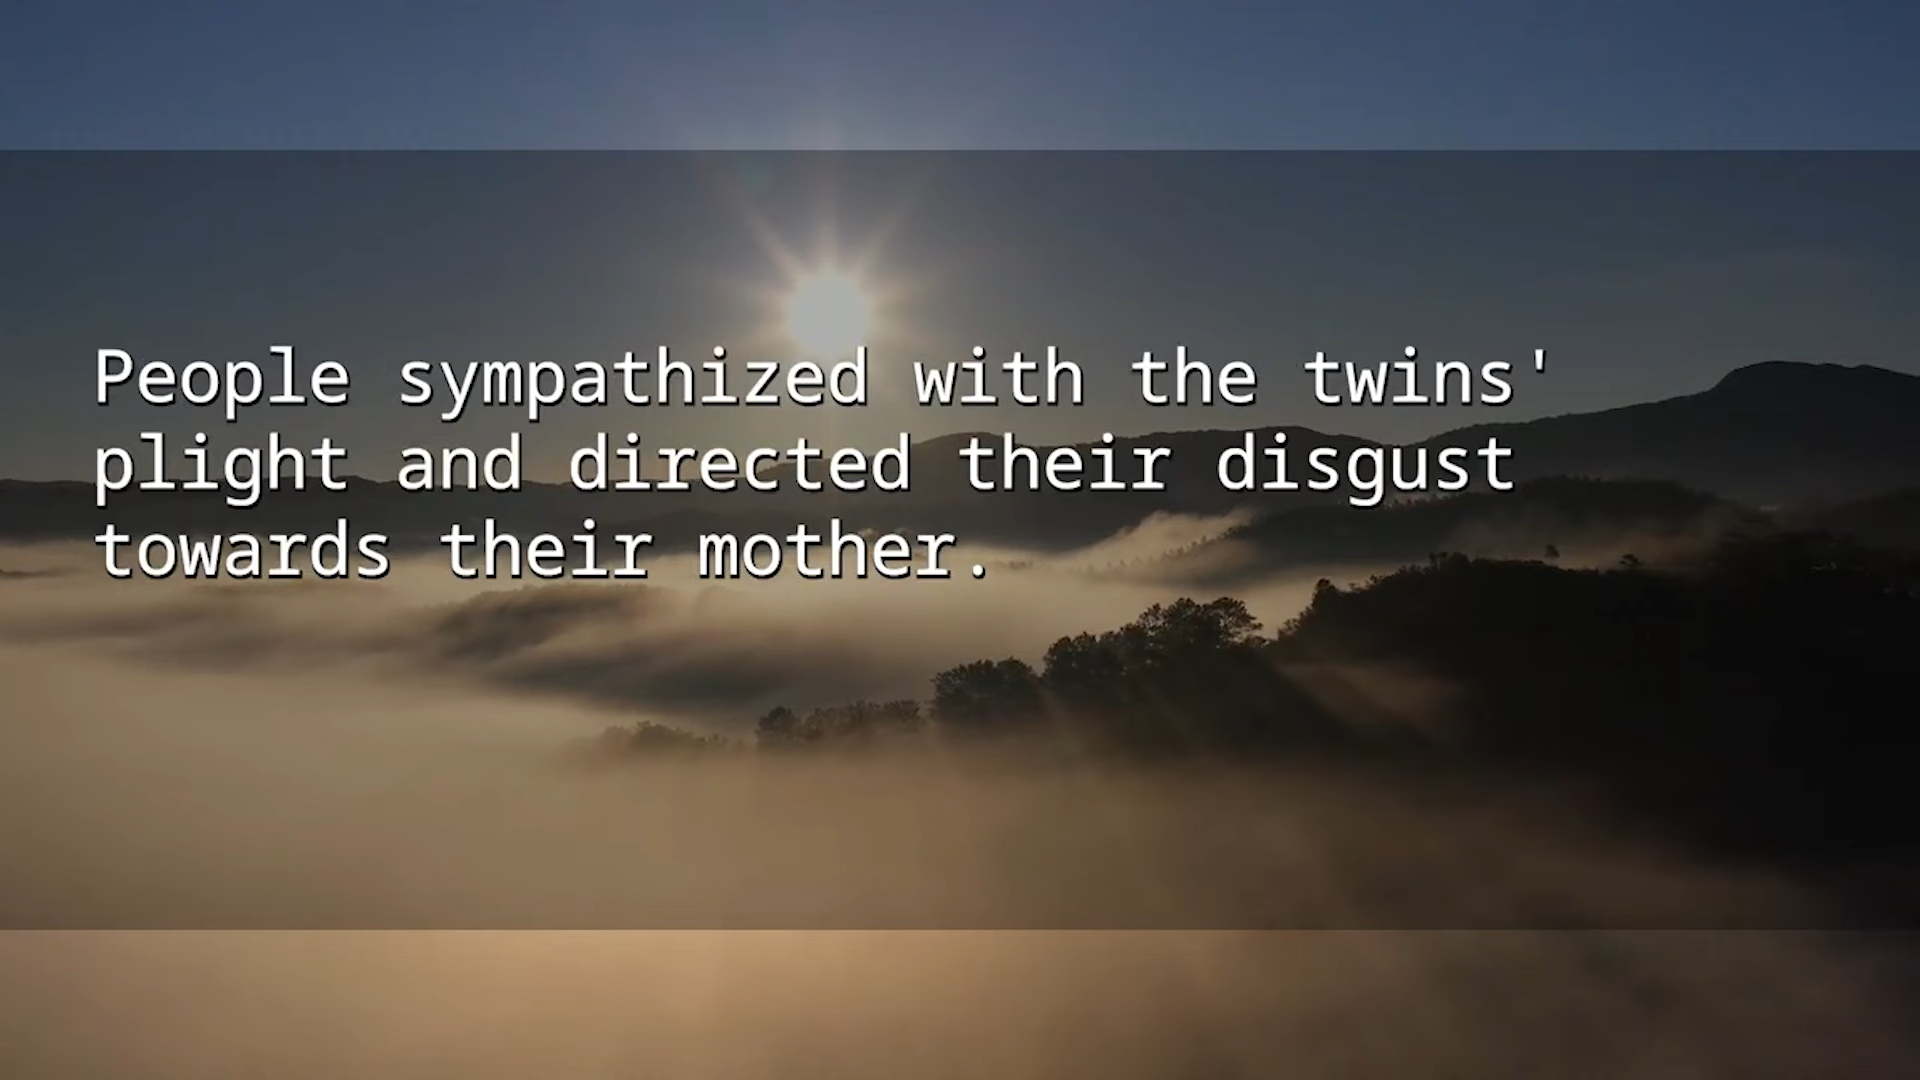 People sympathized with the twins'
plight and directed their disgust
towards their mother.